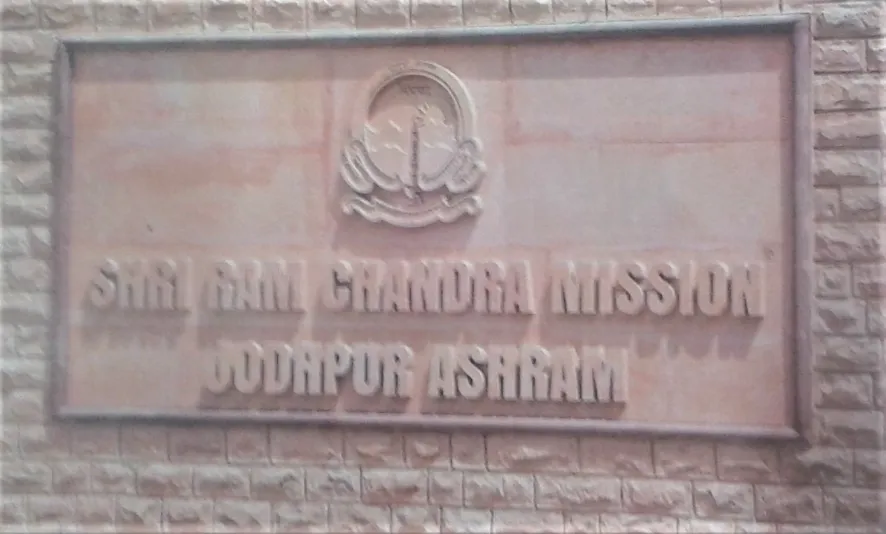 SHRI RAM CHANDRA MISSION
JODHPUR ASHRAM